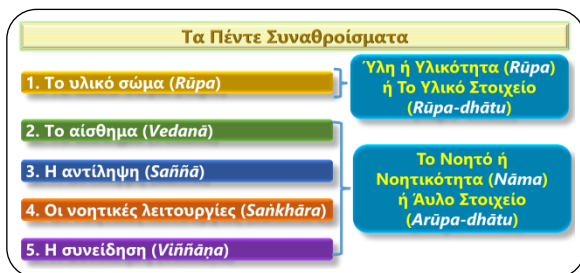 Τα Πέντε Συναθροίσματα
1. Το υλικό σώμα (Rūpa)
2. Το αίσθημα (Vedanā)
3. Η αντίληψη (Saññā)
4. Οι νοητικές λειτουργίες (Saṅkhāra)
5. Η συνείδηση (Viññāṇa)
Ύλη ή Υλικότητα (Rūpa)
ή Το Υλικό Στοιχείο
(Rūpa-dhātu)
Το Νοητό ή
Νοητικότητα (Nāma)
ή Άυλο Στοιχείο
(Arūpa-dhātu)